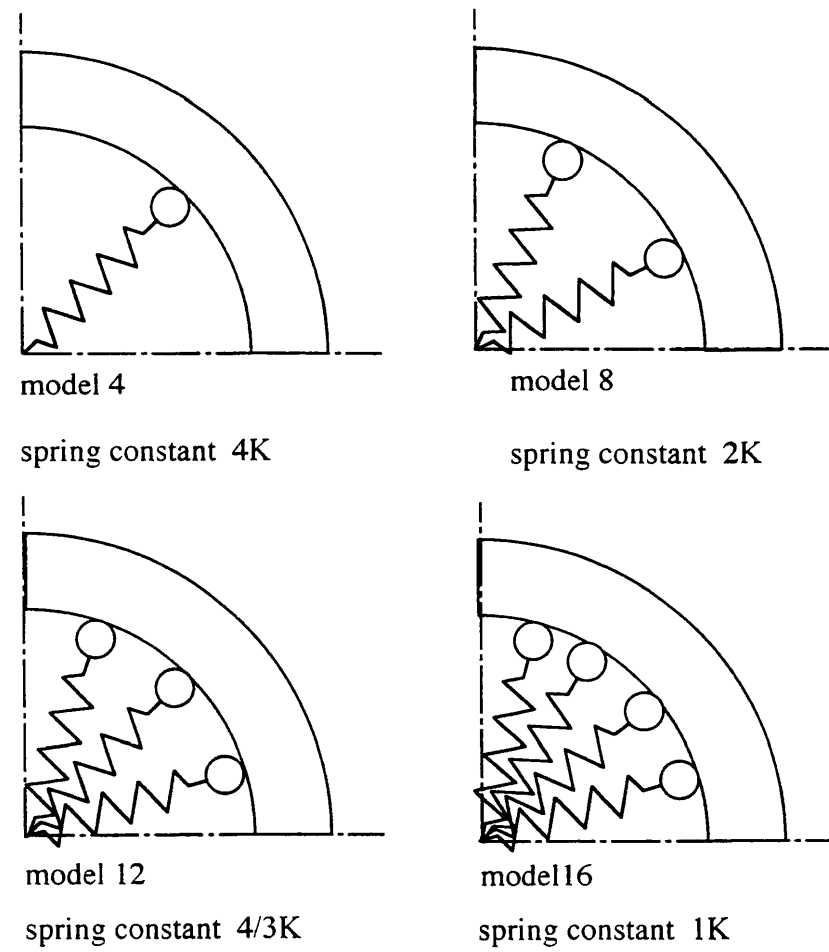 model 4
spring constant 4K
model 8
spring constant 2K
model 12
spring constant 4/3K
model16
spring constant 1K